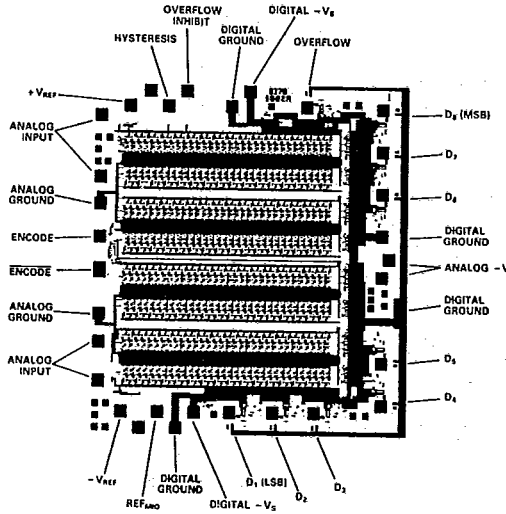 OVERFLOW
INHIBIT
DIGITAL –Vs
HYSTERESIS
DIGITAL
GROUND
OVERFLOW
+VREF
D8 (MSB)
ANALOG
INPUT
D7
ANALOG
GROUND
D6
ENCODE
DIGITAL
GROUND
ENCODE
ANALOG –V
ANALOG
GROUND
DIGITAL
GROUND
ANALOG
INPUT
D5
D4
–VREF
REFMID
DIGITAL
GROUND
DIGITAL –Vs
D1 (LSB)
D2
D3